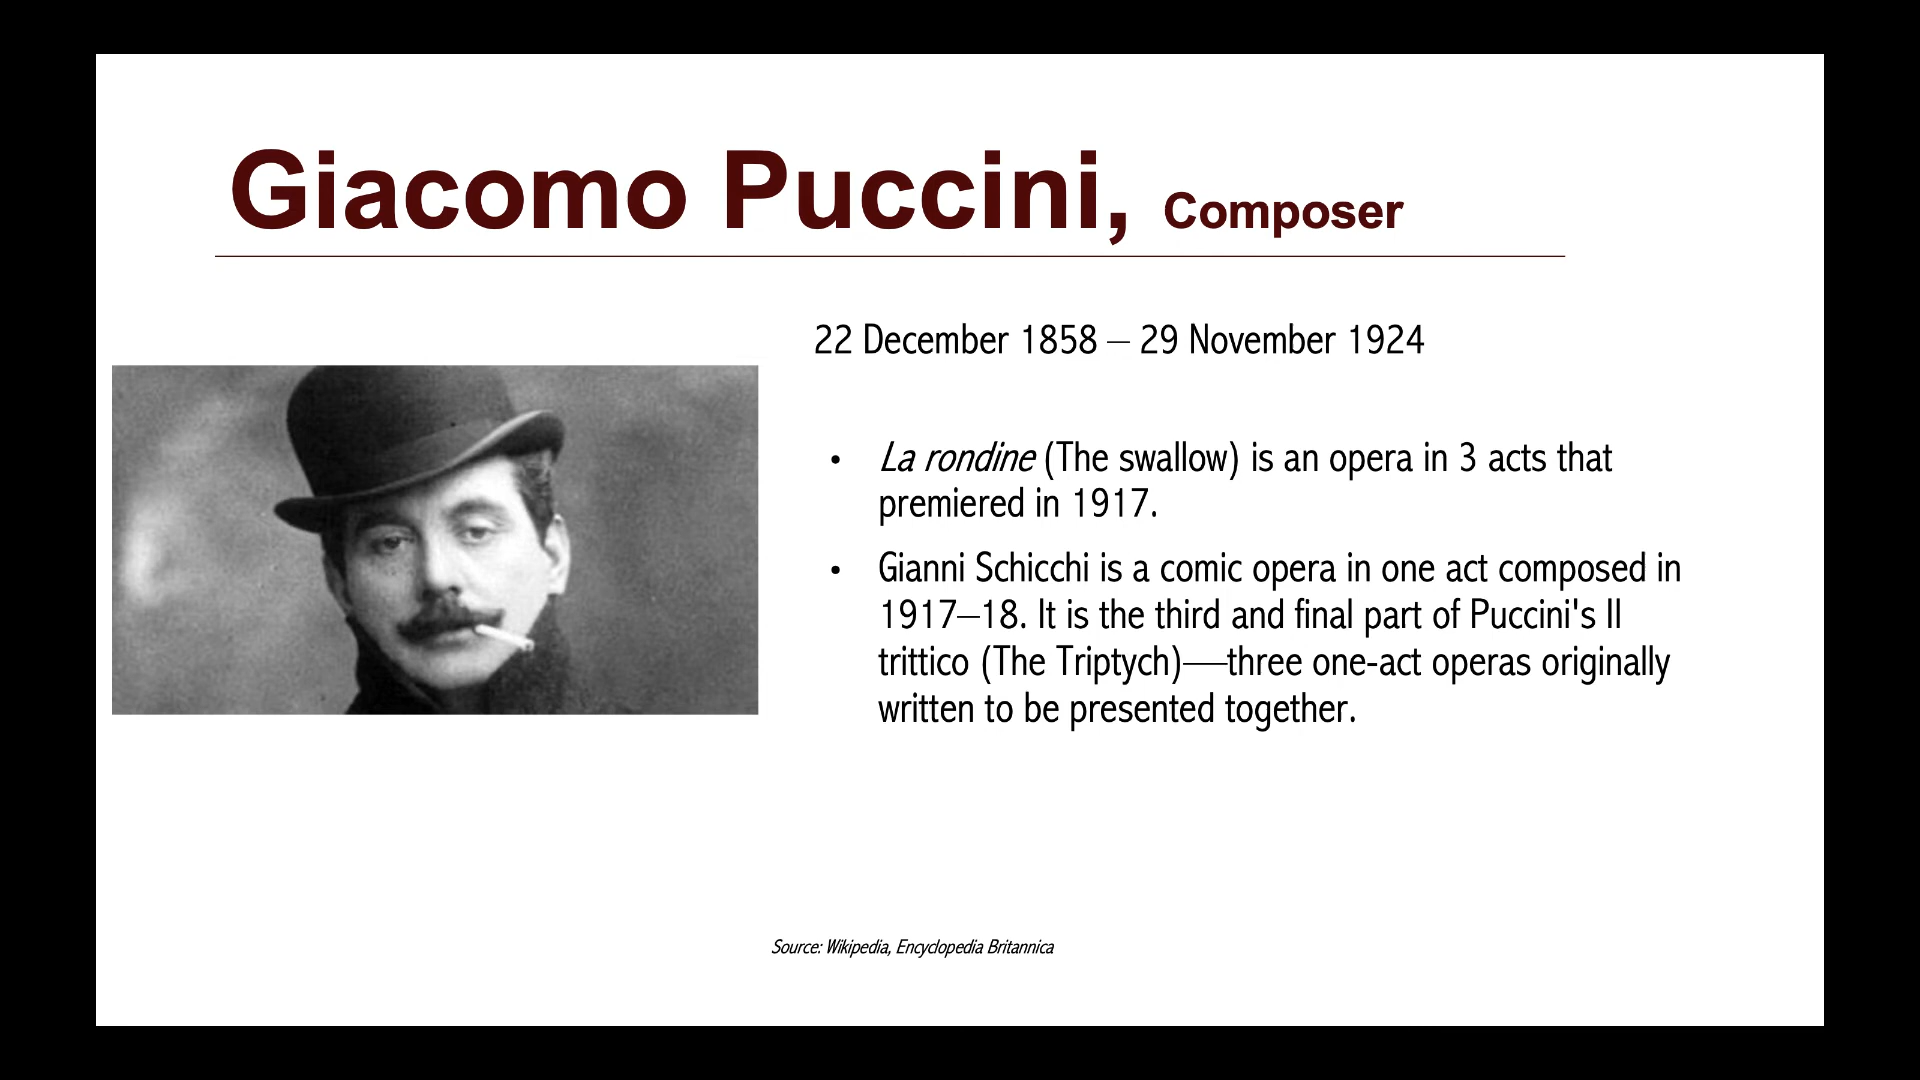 Giacomo Puccini, Composer
22 December 1858 – 29 November 1924
• La rondine (The swallow) is an opera in 3 acts that
premiered in 1917.
• Gianni Schicchi is a comic opera in one act composed in
1917–18. It is the third and final part of Puccini's Il
trittico (The Triptych)—three one-act operas originally
written to be presented together.
Source: Wikipedia, Encyclopedia Britannica